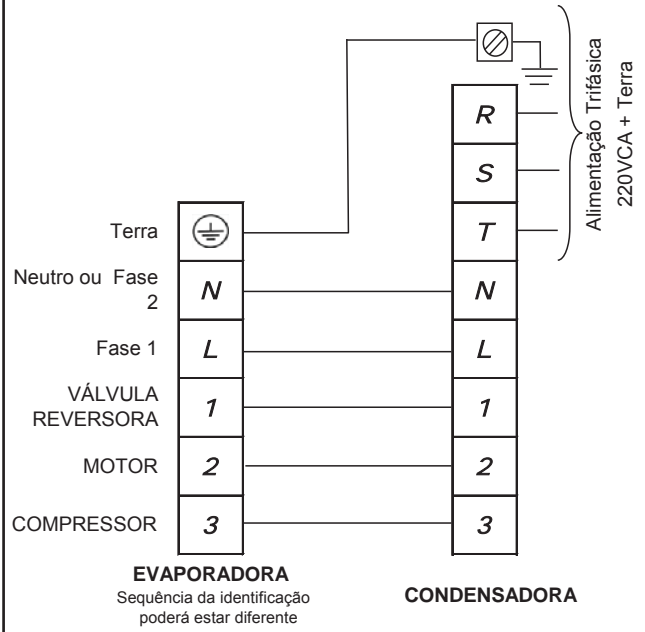 Alimentação Trifásica
220VCA + Terra
R
S
Terra
T
Neutro ou Fase
2
N
N
Fase 1
L
L
VÁLVULA
REVERSORA
1
1
MOTOR
2
2
COMPRESSOR
3
3
EVAPORADORA
Sequência da identificação
poderá estar diferente
CONDENSADORA